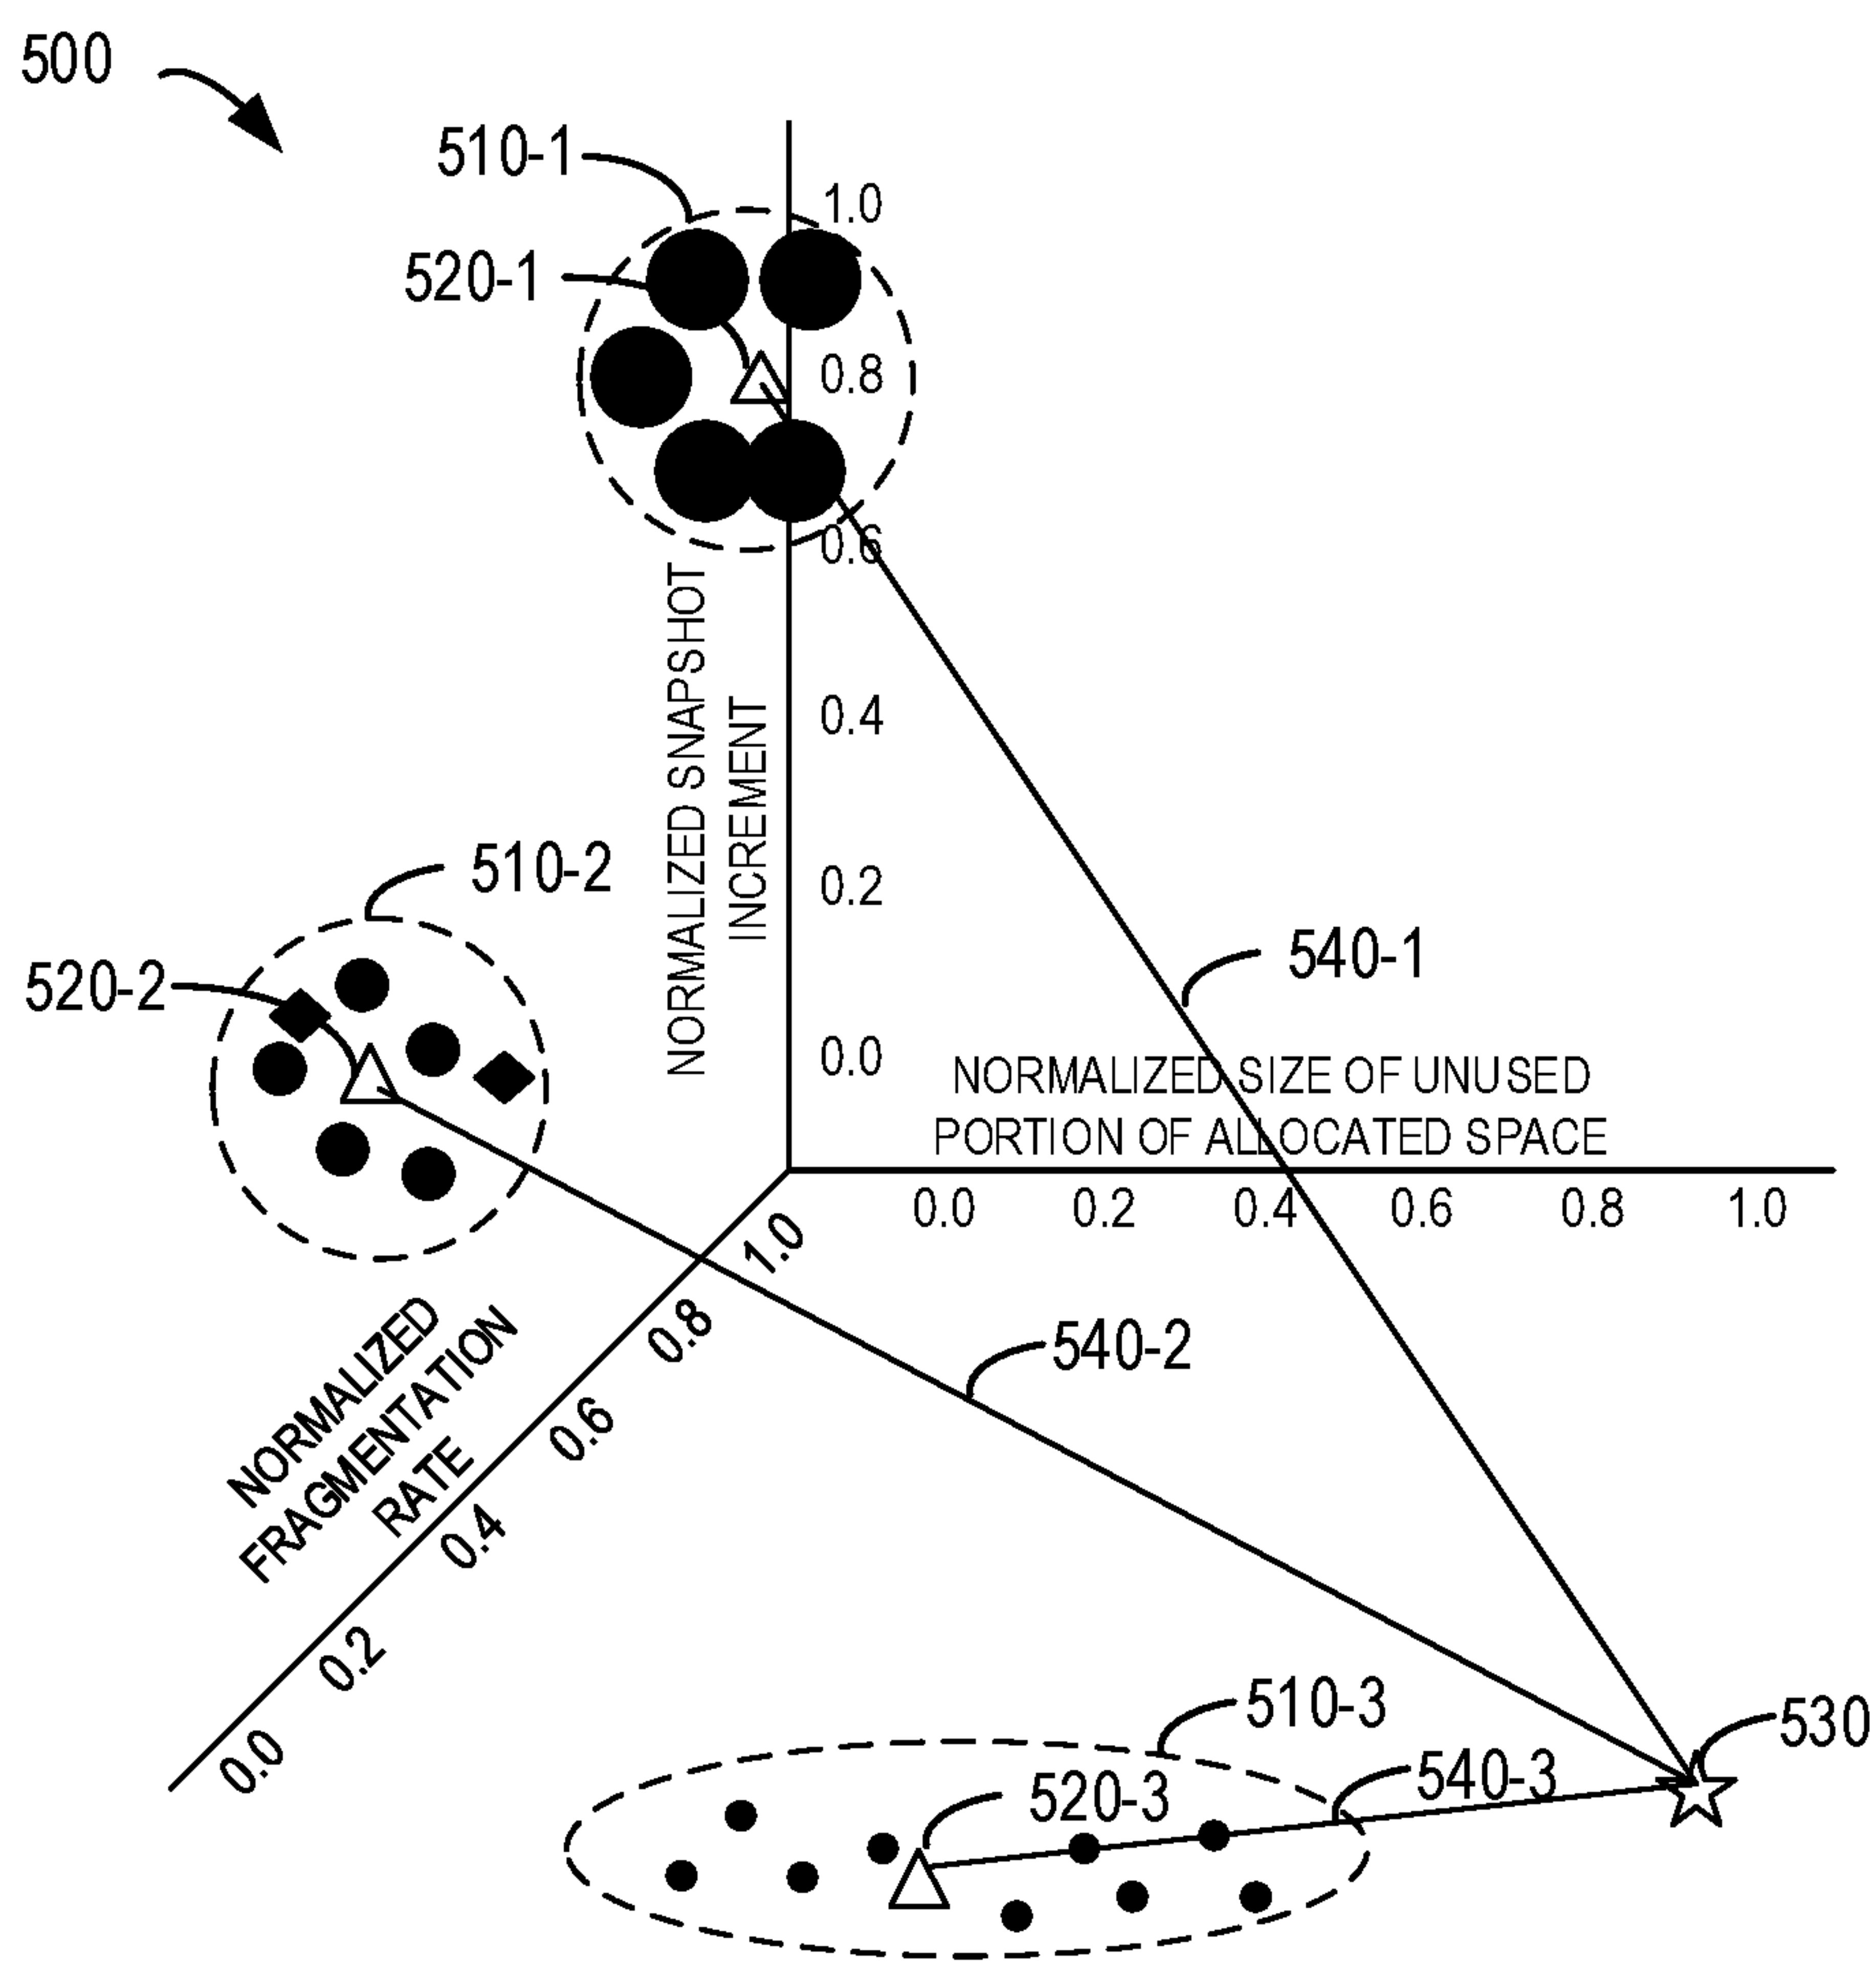 500
510-1
1.0
520-1
0.8
0.6
NORMALIZED SNAPSHOT
INCREMENT
0.4
510-2
0.2
540-1
520-2
0.0
NORMALIZED SIZE OF UNUSED
PORTION OF ALLOCATED SPACE
0.0 0.2 0.4 0.6 0.8 1.0
1.0
0.8
0.6
0.4
0.2
0.0
NORMALIZED
FRAGMENTATION
RATE
540-2
510-3
530
540-3
520-3